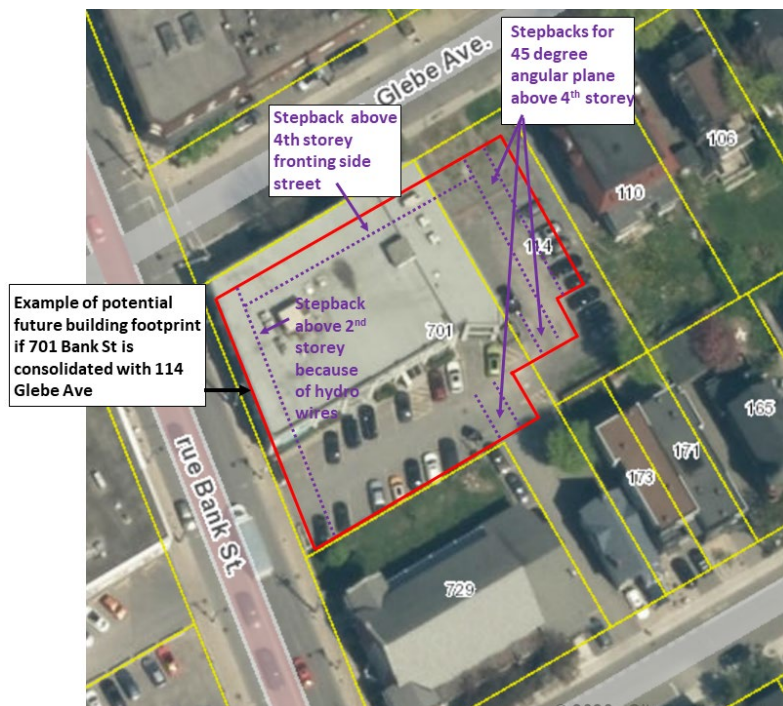 Stepbacks for
45 degree
angular plane
above 4th storey
Glebe Ave.
Stepback above
4th storey
fronting side
street
106
110
114
Example of potential
future building footprint
if 701 Bank St is
consolidated with 114
Glebe Ave
Stepback
above 2nd
storey
because
of hydro
wires
701
165
171
173
rue Bank St.
729